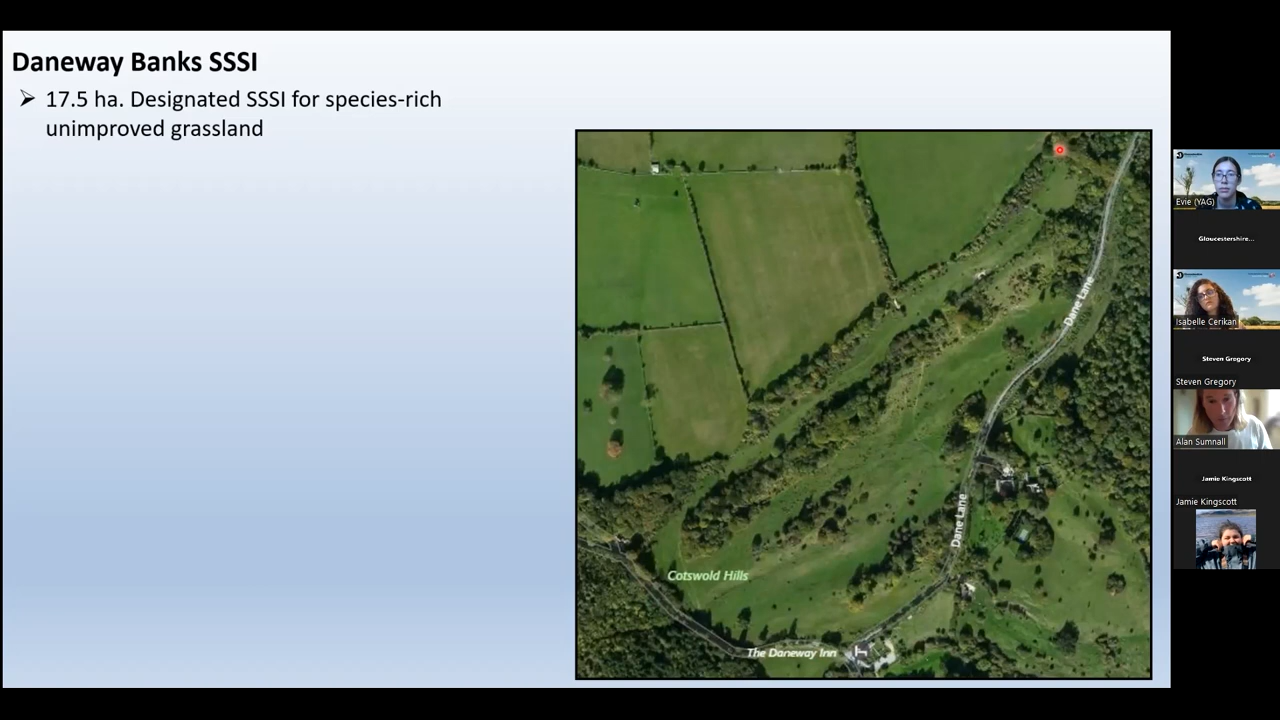 Daneway Banks SSSI
17.5 ha. Designated SSSI for species-rich
unimproved grassland
Dane Lane
Dane Lane
Cotswold Hills
The Daneway Inn
Evie (YAG)
Gloucestershire...
Isabelle Cerikan
Steven Gregory
Steven Gregory
Alan Sumnall
Jamie Kingscott
Jamie Kingscott